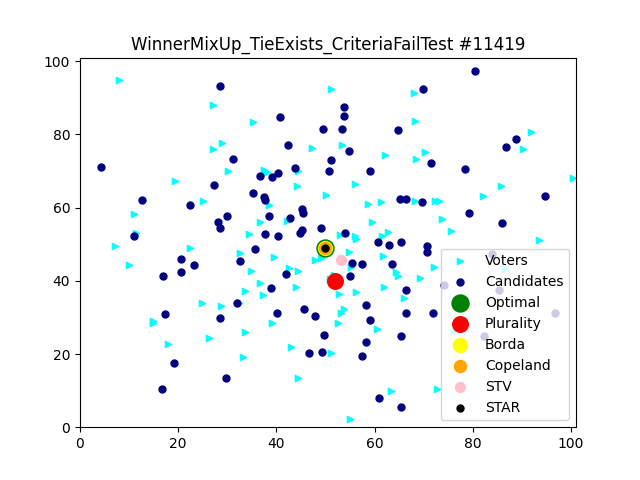 WinnerMixUp_TieExists_CriteriaFailTest #11419
100
80
60
40
20
0
0
20
40
60
80
100
Voters
Candidates
Optimal
Plurality
Borda
Copeland
STV
STAR